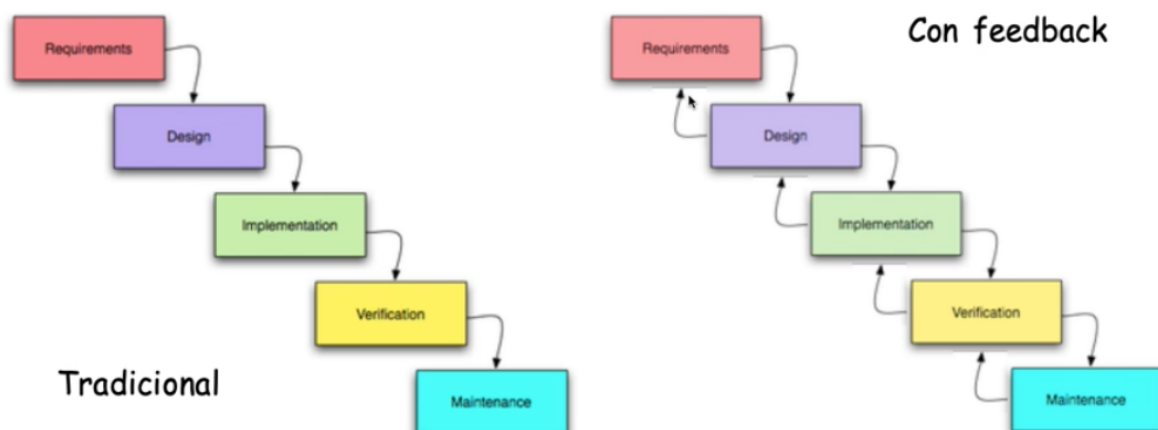 Requirements
Design
Implementation
Verification
Maintenance
Tradicional
Con feedback
Requirements
Design
Implementation
Verification
Maintenance